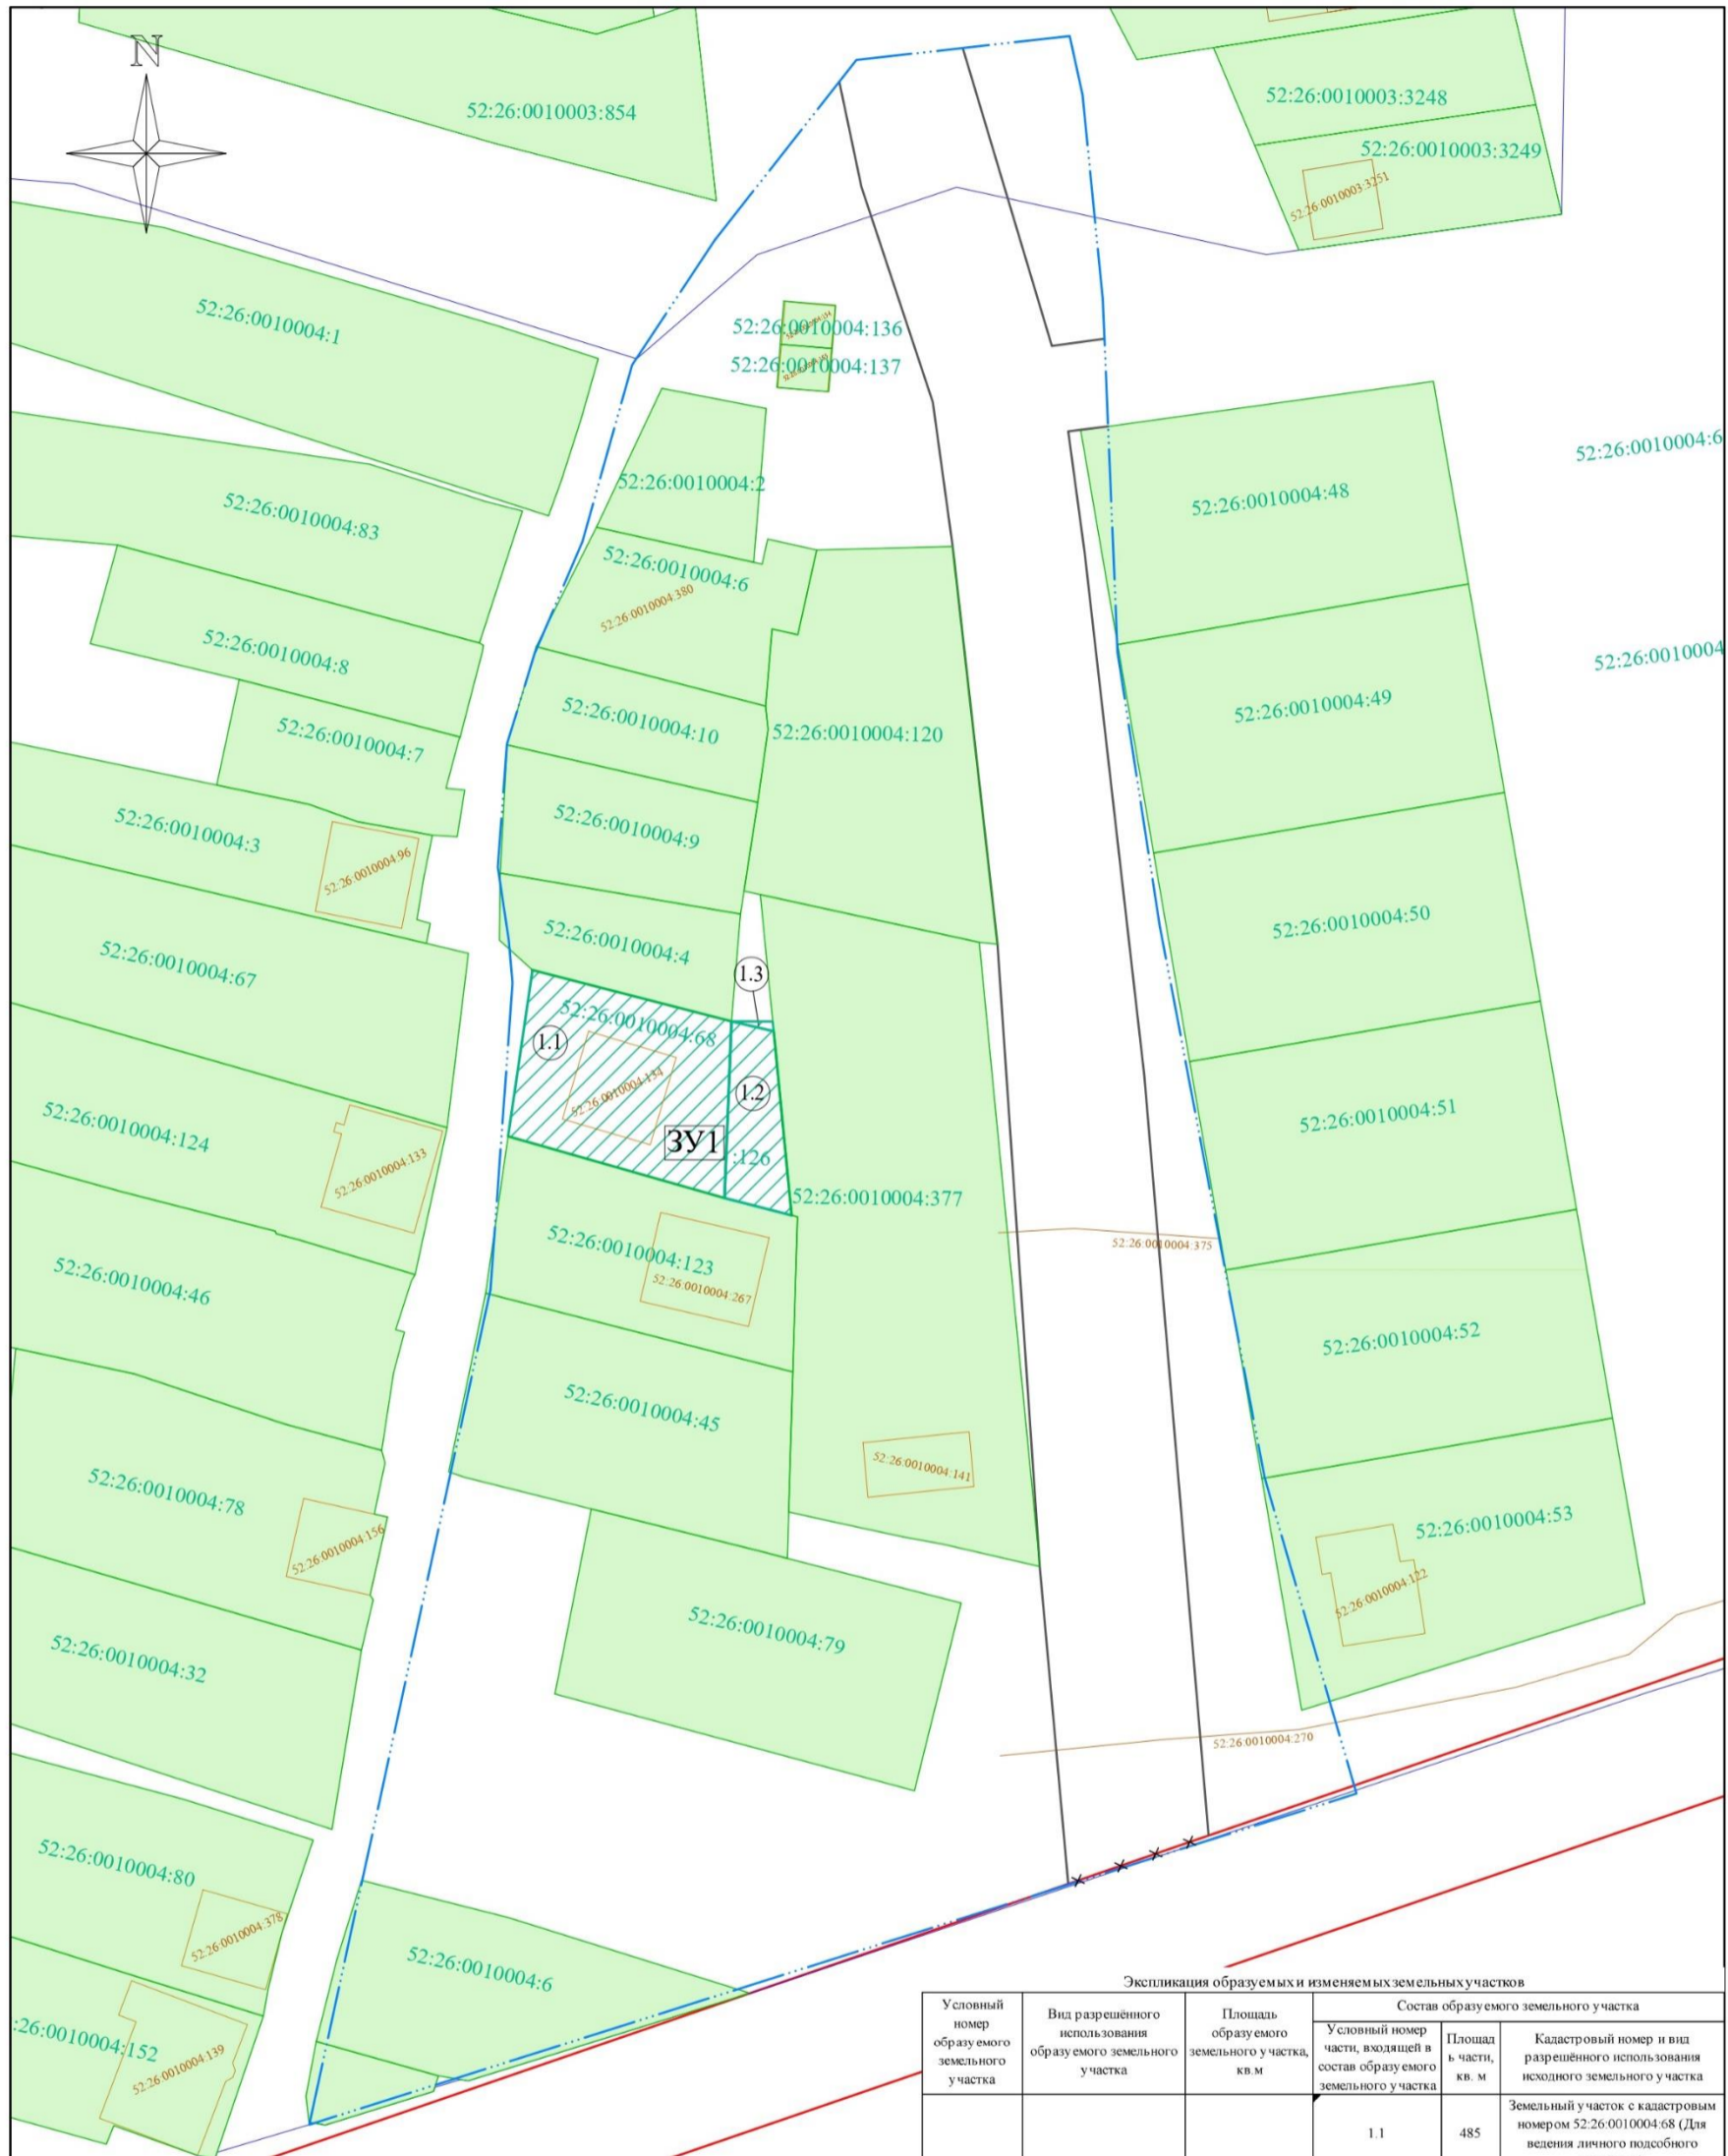 N
52:26:0010003:854
52:26:0010003:3248
52:26:0010003:3249
52:26:0010003:3251
52:26:0010004:1
52:26:0010004:136
52:26:0010004:137
52:26:0010004:2
52:26:0010004:6
52:26:0010004:48
52:26:0010004:83
52:26:0010004:6
52:26:0010004:380
52:26:0010004:8
52:26:0010004
52:26:0010004:49
52:26:0010004:10
52:26:0010004:120
52:26:0010004:7
52:26:0010004:3
52:26:0010004:9
52:26:0010004:96
52:26:0010004:50
52:26:0010004:4
52:26:0010004:67
1.3
52:26:0010004:68
1.1
52:26:0010004:134
1.2
ЗУ1
:126
52:26:0010004:51
52:26:0010004:124
52:26:0010004:133
52:26:0010004:377
52:26:0010004:123
52:26:0010004:375
52:26:0010004:267
52:26:0010004:46
52:26:0010004:52
52:26:0010004:45
52:26:0010004:141
52:26:0010004:78
52:26:0010004:53
52:26:0010004:156
52:26:0010004:122
52:26:0010004:79
52:26:0010004:32
52:26:0010004:270
52:26:0010004:80
52:26:0010004:378
52:26:0010004:6
:26:0010004:152
52:26:0010004:139
Экспликация образуемых и изменяемых земельных участков
Условный
номер
образуемого
земельного
участка
Вид разрешённого
использования
образуемого земельного
участка
Площадь
образуемого
земельного участка,
кв.м
Состав образуемого земельного участка
Условный номер
части, входящей в
состав образуемого
земельного участка
Площад
ь части,
кв. м
Кадастровый номер и вид
разрешённого использования
исходного земельного участка
1.1
485
Земельный участок с кадастровым
номером 52:26:0010004:68 (Для
ведения личного подсобного